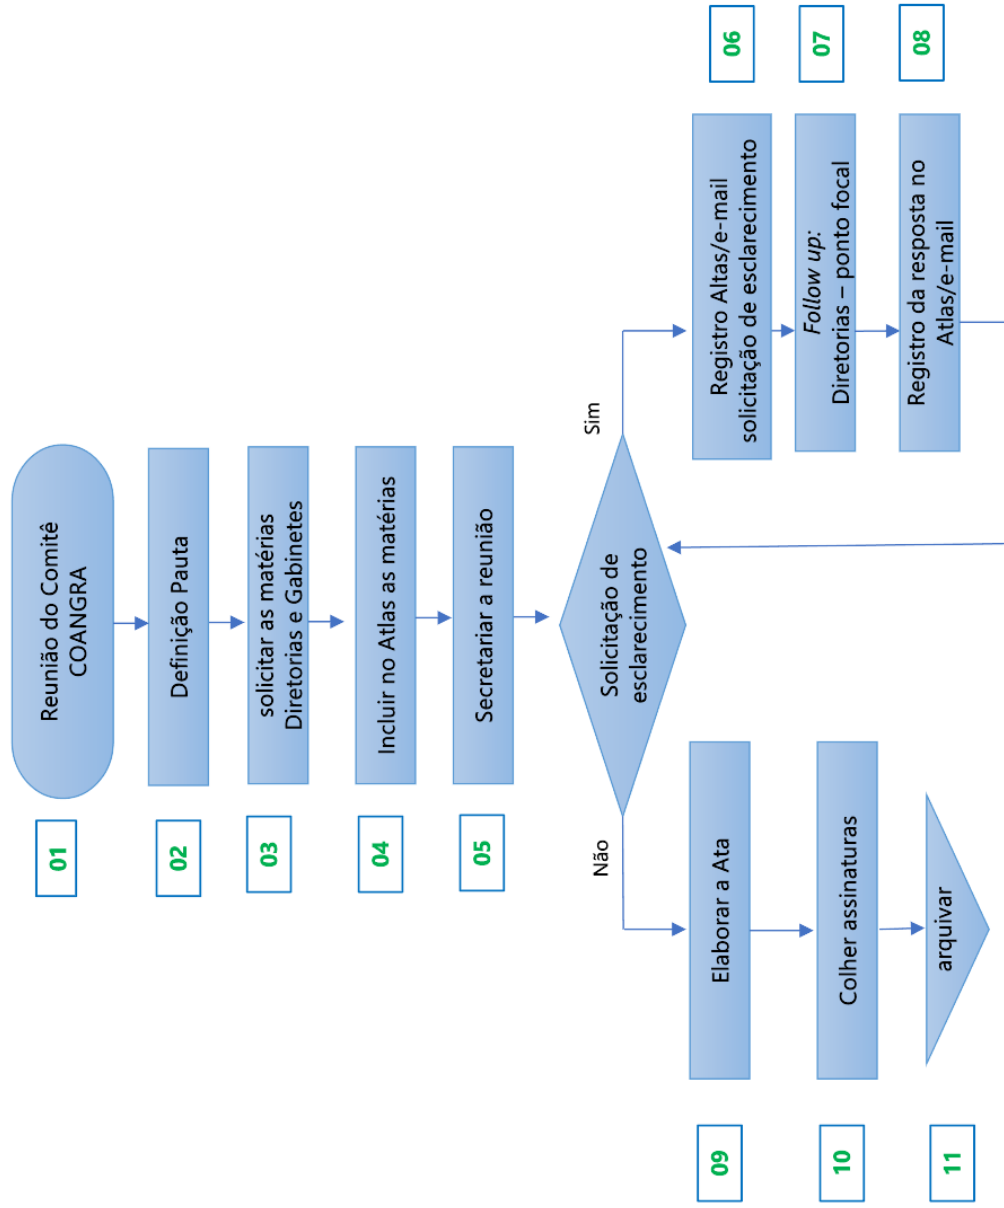 01
Reunião do Comitê
COANGRA
02
Definição Pauta
03
solicitar as matérias
Diretorias e Gabinetes
04
Incluir no Atlas as matérias
05
Secretariar a reunião
Solicitação de
esclarecimento
Sim
06
Registro Altas/e-mail
solicitação de esclarecimento
07
Follow up:
Diretorias – ponto focal
08
Registro da resposta no
Atlas/e-mail
Não
09
Elaborar a Ata
10
Colher assinaturas
11
arquivar